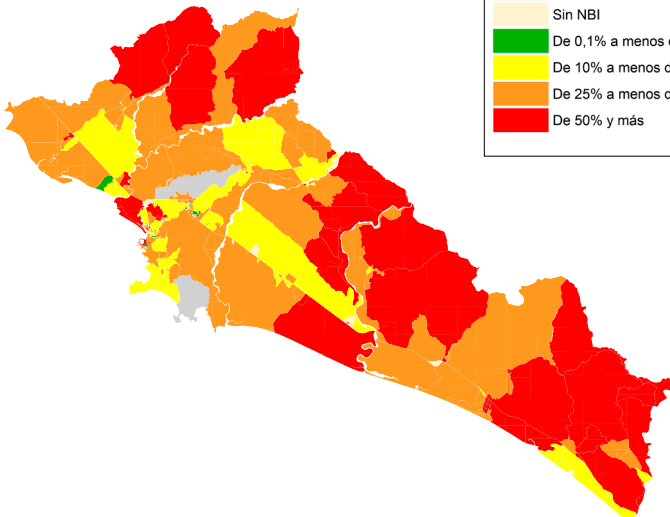 Sin NBI
De 0,1% a menos
De 10% a menos
De 25% a menos
De 50% y más